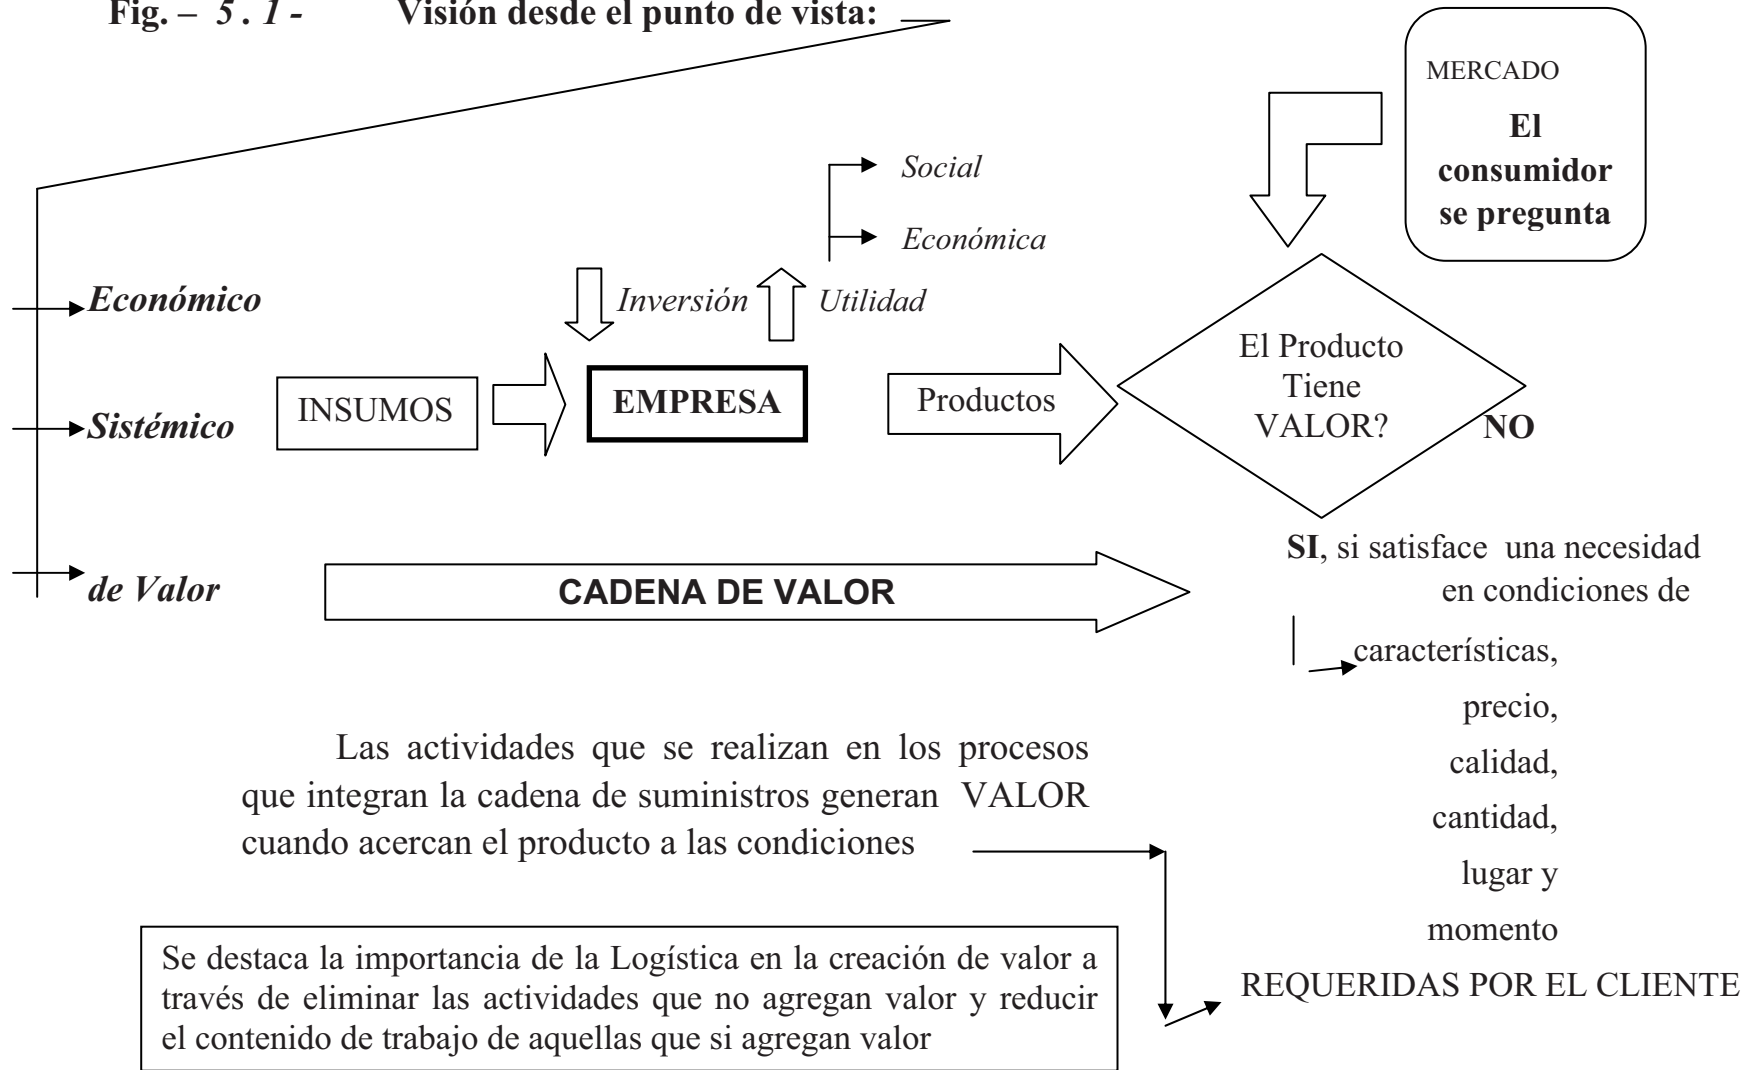 Fig. – 5 . 1 - Visión desde el punto de vista:
MERCADO
El
consumidor
se pregunta
Social
Económica
Económico
Inversión
Utilidad
Sistémico
INSUMOS
EMPRESA
Productos
El Producto
Tiene
VALOR?
NO
de Valor
CADENA DE VALOR
SI, si satisface una necesidad
en condiciones de
características,
precio,
calidad,
cantidad,
lugar y
momento
REQUERIDAS POR EL CLIENTE
Las actividades que se realizan en los procesos
que integran la cadena de suministros generan VALOR
cuando acercan el producto a las condiciones
Se destaca la importancia de la Logística en la creación de valor a
través de eliminar las actividades que no agregan valor y reducir
el contenido de trabajo de aquellas que si agregan valor